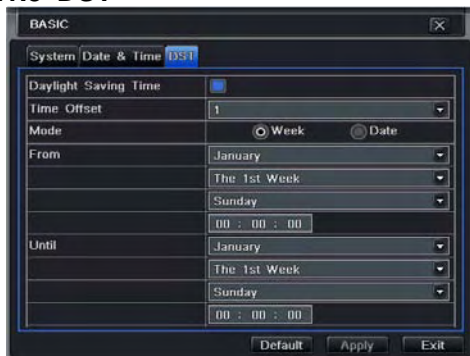 BASIC
System Date & Time DST
Daylight Saving Time
Time Offset 1
Mode Week Date
From January
The 1st Week
Sunday
00 : 00 : 00
Until January
The 1st Week
Sunday
00 : 00 : 00
Default Apply Exit